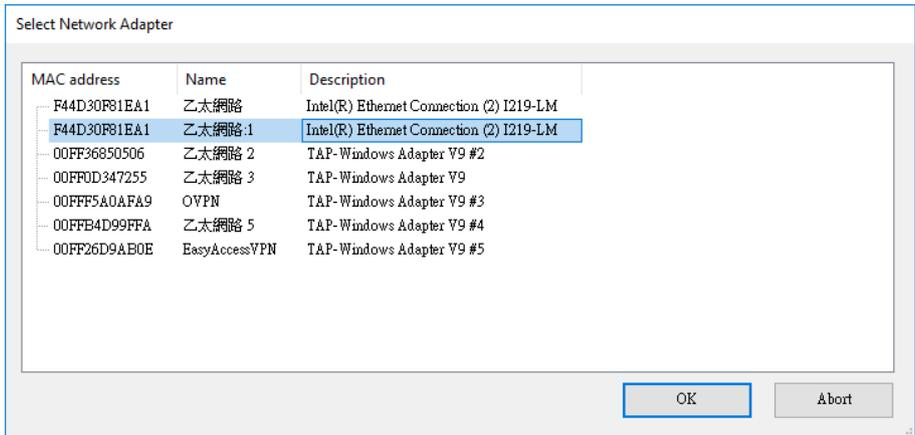 Select Network Adapter
MAC address Name Description
F44D30F81EA1 乙太網路 Intel(R) Ethernet Connection (2) I219-LM
F44D30F81EA1 乙太網路:1 Intel(R) Ethernet Connection (2) I219-LM
00FF36850506 乙太網路 2 TAP-Windows Adapter V9 #2
00FF0D347255 乙太網路 3 TAP-Windows Adapter V9
00FFF5A0AFA9 OVPN TAP-Windows Adapter V9 #3
00FFB4D99FFA 乙太網路 5 TAP-Windows Adapter V9 #4
00FF26D9AB0E EasyAccessVPN TAP-Windows Adapter V9 #5
OK Abort